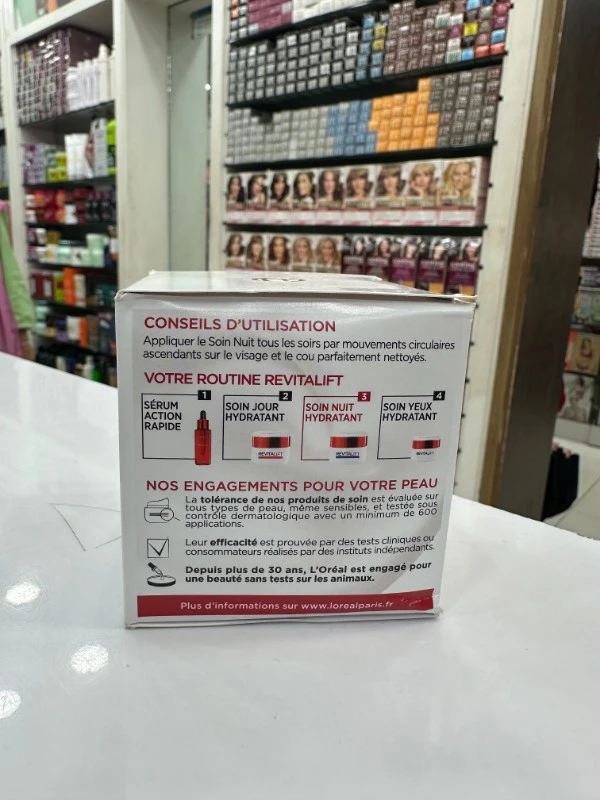 CONSEILS D'UTILISATION
Appliquer le Soin Nuit tous les soirs par mouvements circulaires
ascendants sur le visage et le cou parfaitement nettoyés.
VOTRE ROUTINE REVITALIFT
1
SÉRUM
ACTION
RAPIDE
2
SOIN JOUR
HYDRATANT
REVITALIFT
3
SOIN NUIT
HYDRATANT
REVITALIFT
4
SOIN YEUX
HYDRATANT
REVITALIFT
NOS ENGAGEMENTS POUR VOTRE PEAU
La tolérance de nos produits de soin est évaluée sur
tous types de peau, même sensibles, et testée sous
contrôle dermatologique avec un minimum de 600
applications.
Leur efficacité est prouvée par des tests cliniques ou
consommateurs réalisés par des instituts indépendants.
Depuis plus de 30 ans, L'Oréal est engagé pour
une beauté sans tests sur les animaux.
Plus d'informations sur www.lorealparis.fr